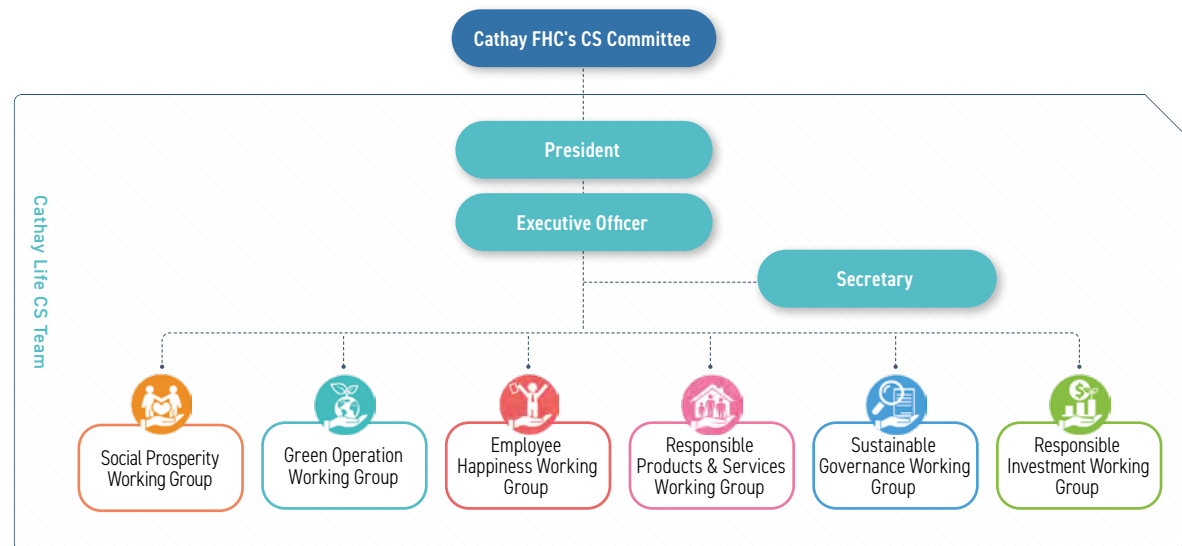 Cathay FHC's CS Committee
President
Executive Officer
Secretary
Cathay Life CS Team
Social Prosperity
Working Group
Green Operation
Working Group
Employee
Happiness Working
Group
Responsible
Products & Services
Working Group
Sustainable
Governance Working
Group
Responsible
Investment Working
Group